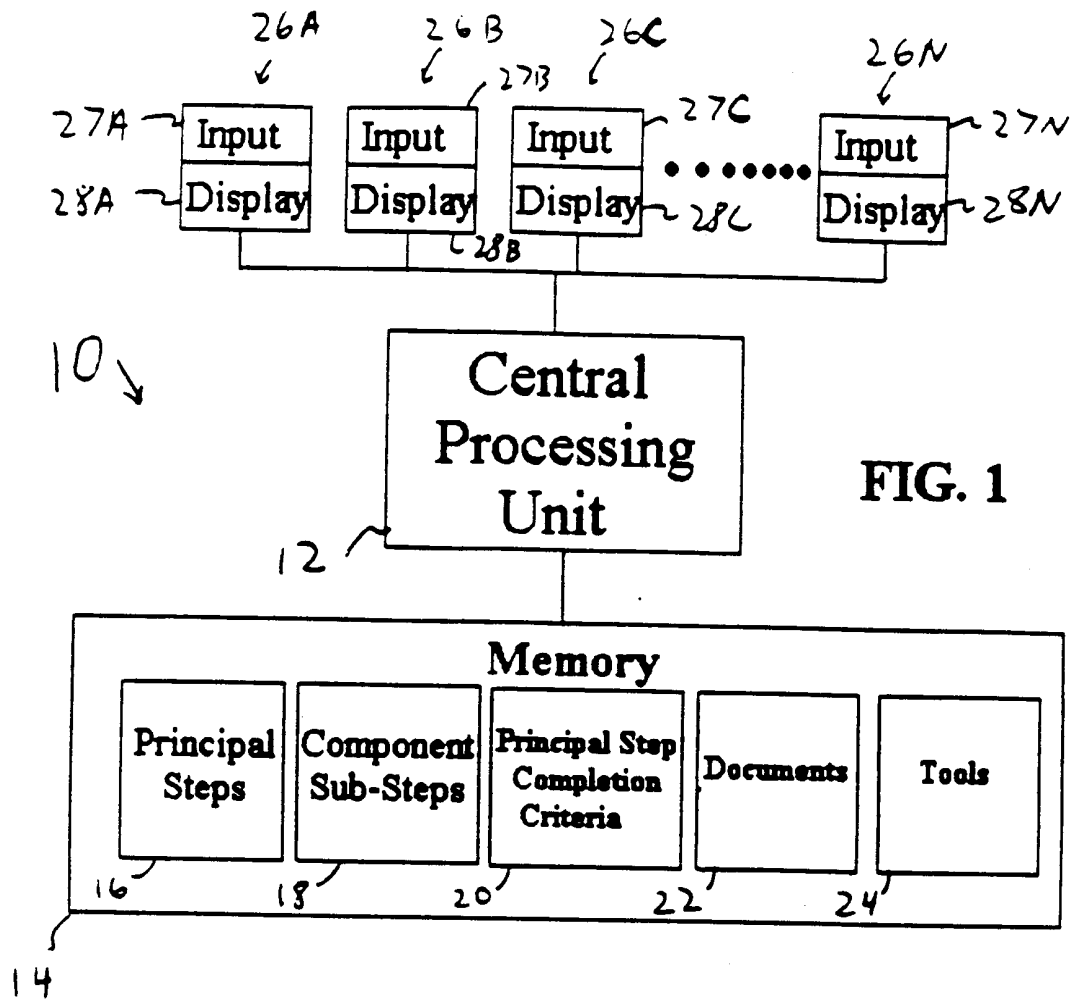 26A 26B 26C 26N
27A Input Input 27B Input 27C Input 27N
28A Display Display 28B Display 28C Display 28N
10
Central
Processing
Unit
12
FIG. 1
Memory
Principal
Steps
16
Component
Sub-Steps
18
Principal Step
Completion
Criteria
20
Documents
22
Tools
24
14